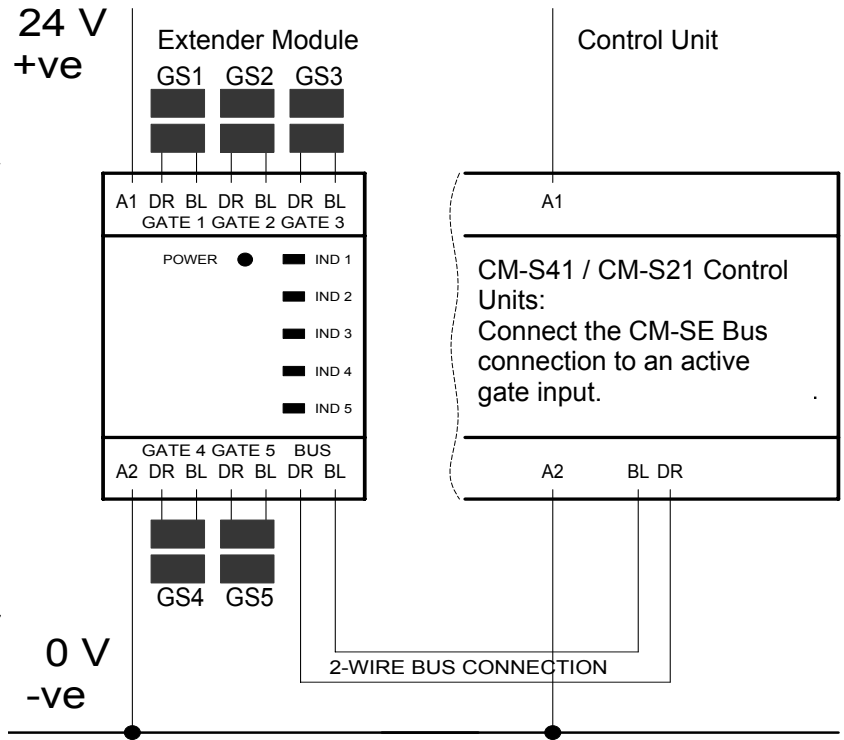 24 V
+ve
Extender Module
Control Unit
GS1 GS2 GS3
A1 DR BL DR BL DR BL
GATE 1 GATE 2 GATE 3
POWER
IND 1
IND 2
IND 3
IND 4
IND 5
GATE 4 GATE 5 BUS
A2 DR BL DR BL DR BL
GS4 GS5
A1
CM-S41 / CM-S21 Control
Units:
Connect the CM-SE Bus
connection to an active
gate input.
.
A2 BL DR
2-WIRE BUS CONNECTION
0 V
-ve